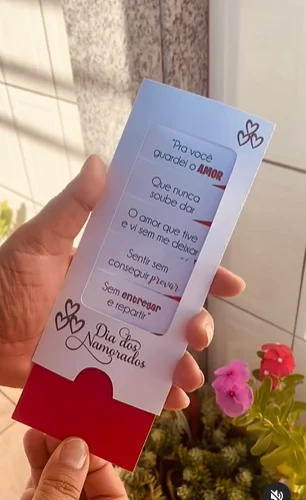 "Pra você
guardei o AMOR
Que nunca
soube dar
O amor que tive
e vi sem me deixar
Sentir sem
conseguir provar
Sem entregar
e repartir"
Dia dos
Namorados